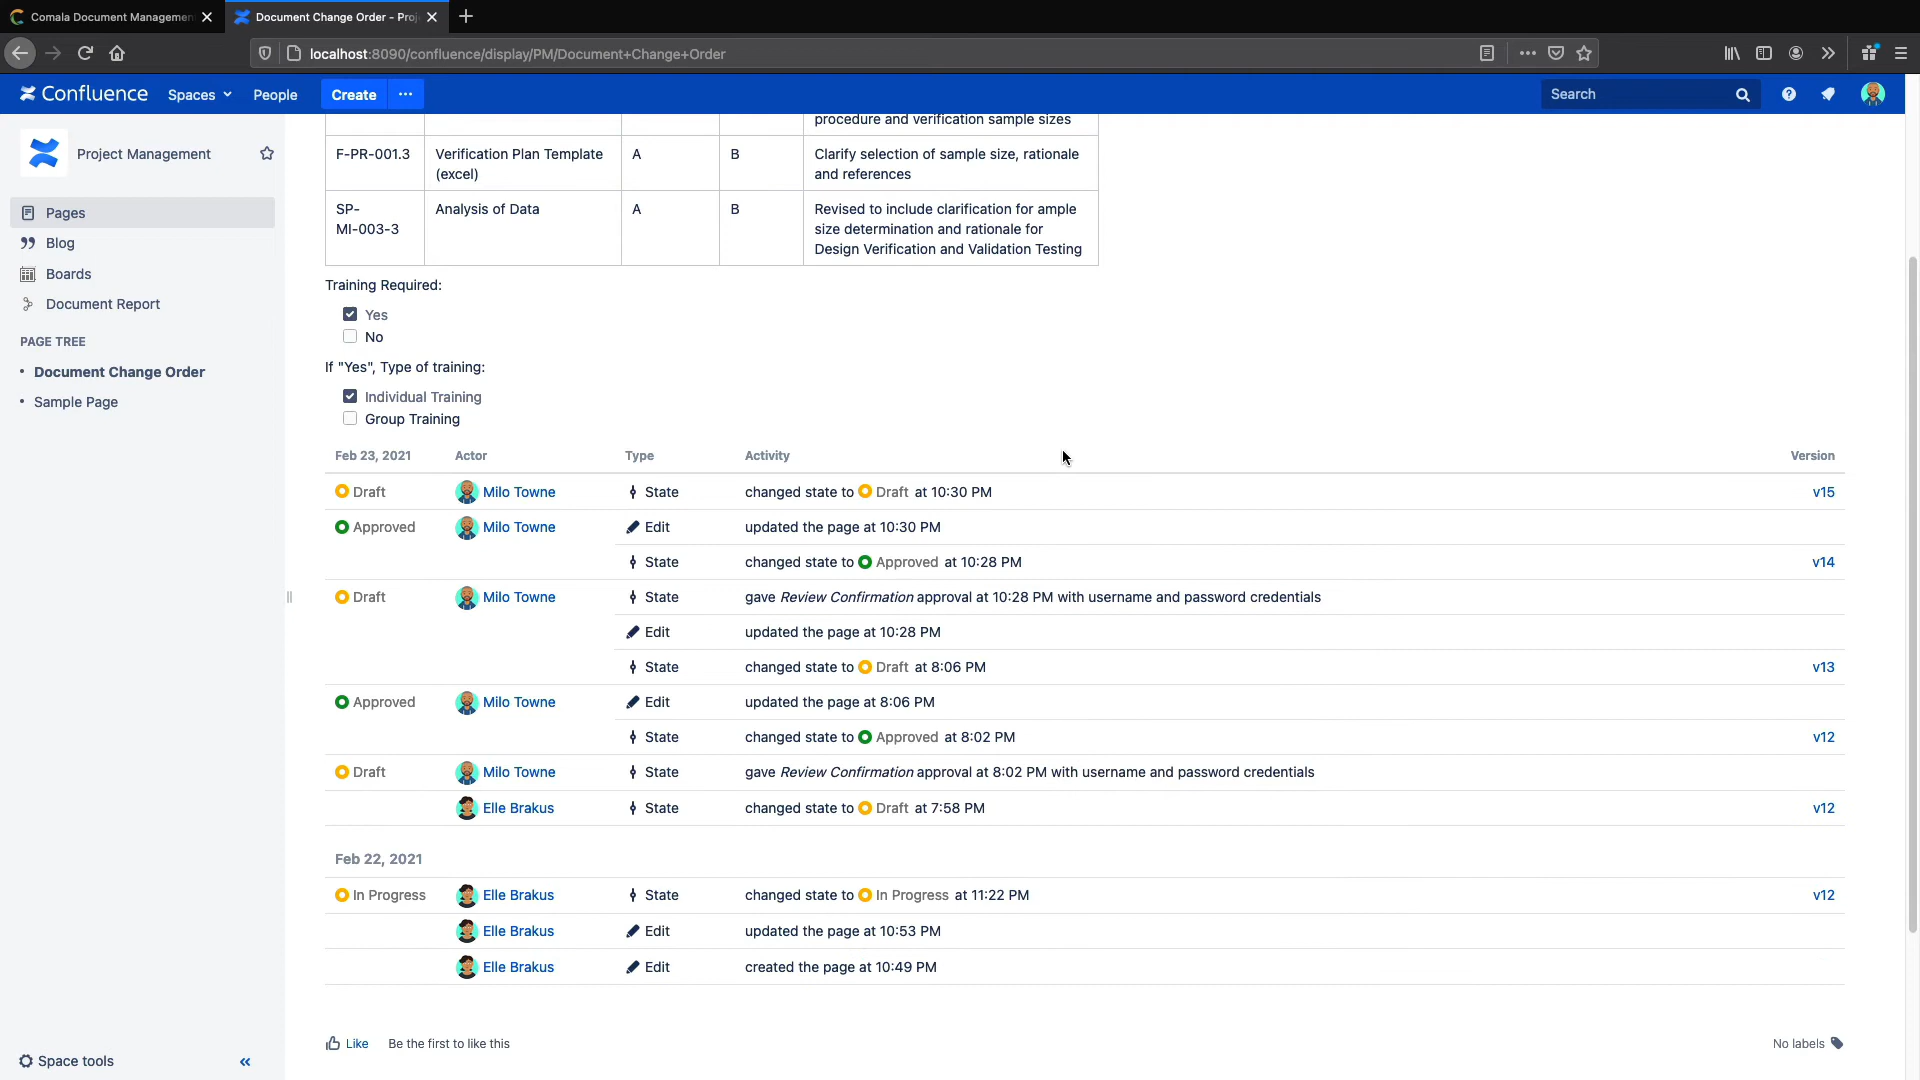 Comala Document Managemen
Document Change Order - Proj
localhost:8090/confluence/display/PM/Document+Change+Order
Confluence Spaces People Create ··· Search
Project Management
Pages
Blog
Boards
Document Report
PAGE TREE
Document Change Order
Sample Page
Space tools
procedure and verification sample sizes
F-PR-001.3 Verification Plan Template A B Clarify selection of sample size, rationale
(excel) and references
SP- Analysis of Data A B Revised to include clarification for ample
MI-003-3 size determination and rationale for
Design Verification and Validation Testing
Training Required:
Yes
No
If "Yes", Type of training:
Individual Training
Group Training
Feb 23, 2021 Actor Type Activity Version
Draft Milo Towne State changed state to Draft at 10:30 PM v15
Approved Milo Towne Edit updated the page at 10:30 PM
State changed state to Approved at 10:28 PM v14
Draft Milo Towne State gave Review Confirmation approval at 10:28 PM with username and password credentials
Edit updated the page at 10:28 PM
State changed state to Draft at 8:06 PM v13
Approved Milo Towne Edit updated the page at 8:06 PM
State changed state to Approved at 8:02 PM v12
Draft Milo Towne State gave Review Confirmation approval at 8:02 PM with username and password credentials
Elle Brakus State changed state to Draft at 7:58 PM v12
Feb 22, 2021
In Progress Elle Brakus State changed state to In Progress at 11:22 PM v12
Elle Brakus Edit updated the page at 10:53 PM
Elle Brakus Edit created the page at 10:49 PM
Like Be the first to like this No labels